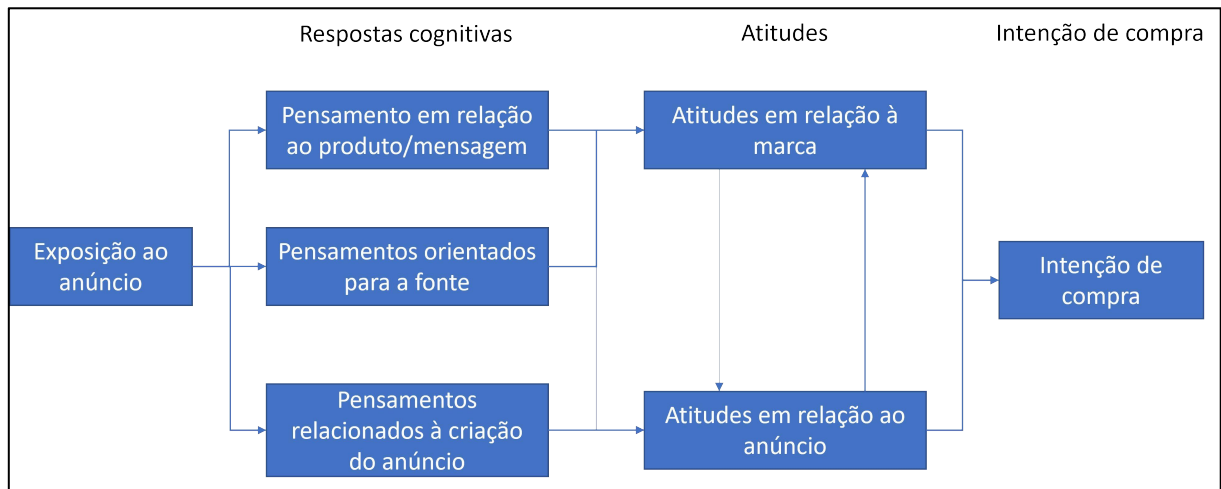 Respostas cognitivas
Atitudes
Intenção de compra
Pensamento em relação
ao produto/mensagem
Atitudes em relação à
marca
Exposição ao
anúncio
Pensamentos orientados
para a fonte
Intenção de
compra
Pensamentos
relacionados à criação
do anúncio
Atitudes em relação ao
anúncio